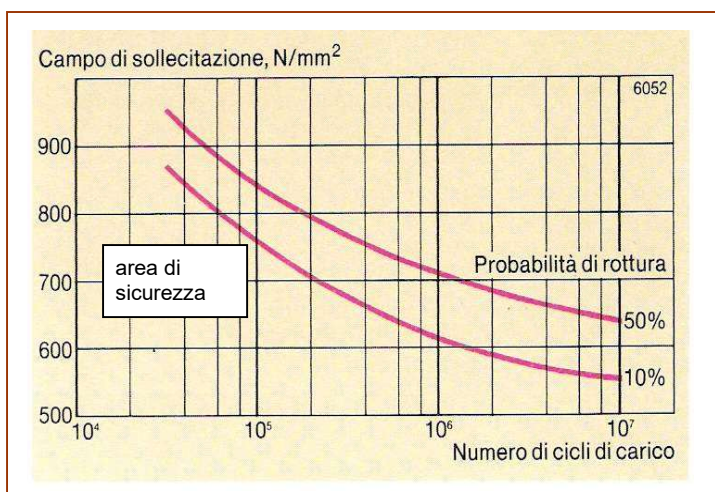 Campo di sollecitazione, N/mm²
6052
900
800
area di
sicurezza
700
Probabilità di rottura
50%
600
10%
500
10⁴
10⁵
10⁶
10⁷
Numero di cicli di carico